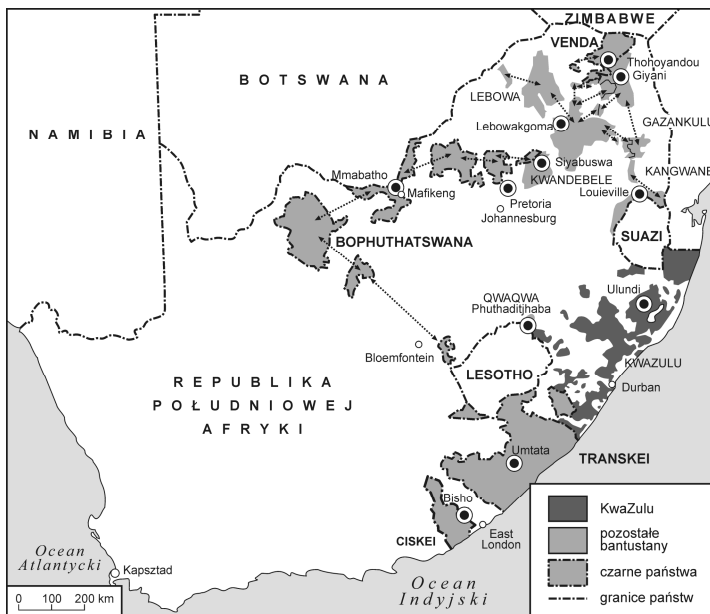 ZIMBABWE
VENDA
Thohoyandou
Giyani
BOTSWANA
LEBOWA
NAMIBIA
GAZANKULU
Lebowakgoma
Siyabuswa
Mmabatho
KWANDEBELE
KANGWANE
Mafikeng
Louieville
Pretoria
Johannesburg
BOPHUTHATSWANA
SUAZI
Ulundi
QWAQWA
Phuthaditjhaba
Bloemfontein
KWAZULU
LESOTHO
REPUBLIKA
POŁUDNIOWEJ
AFRYKI
Durban
Umtata
TRANSKEI
Bisho
CISKEI
East
London
Ocean
Atlantycki
Kapsztad
Ocean
Indyjski
0 100 200 km
KwaZulu
pozostałe
bantustany
czarne państwa
granice państw